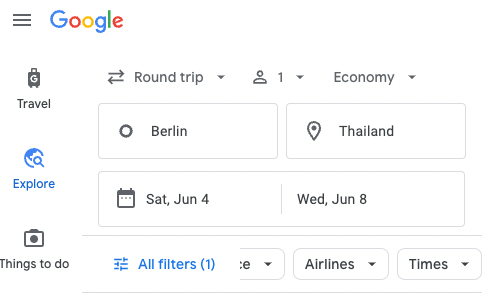 Google
Travel
Explore
Things to do
Round trip 1 Economy
Berlin Thailand
Sat, Jun 4 Wed, Jun 8
All filters (1) ce Airlines Times